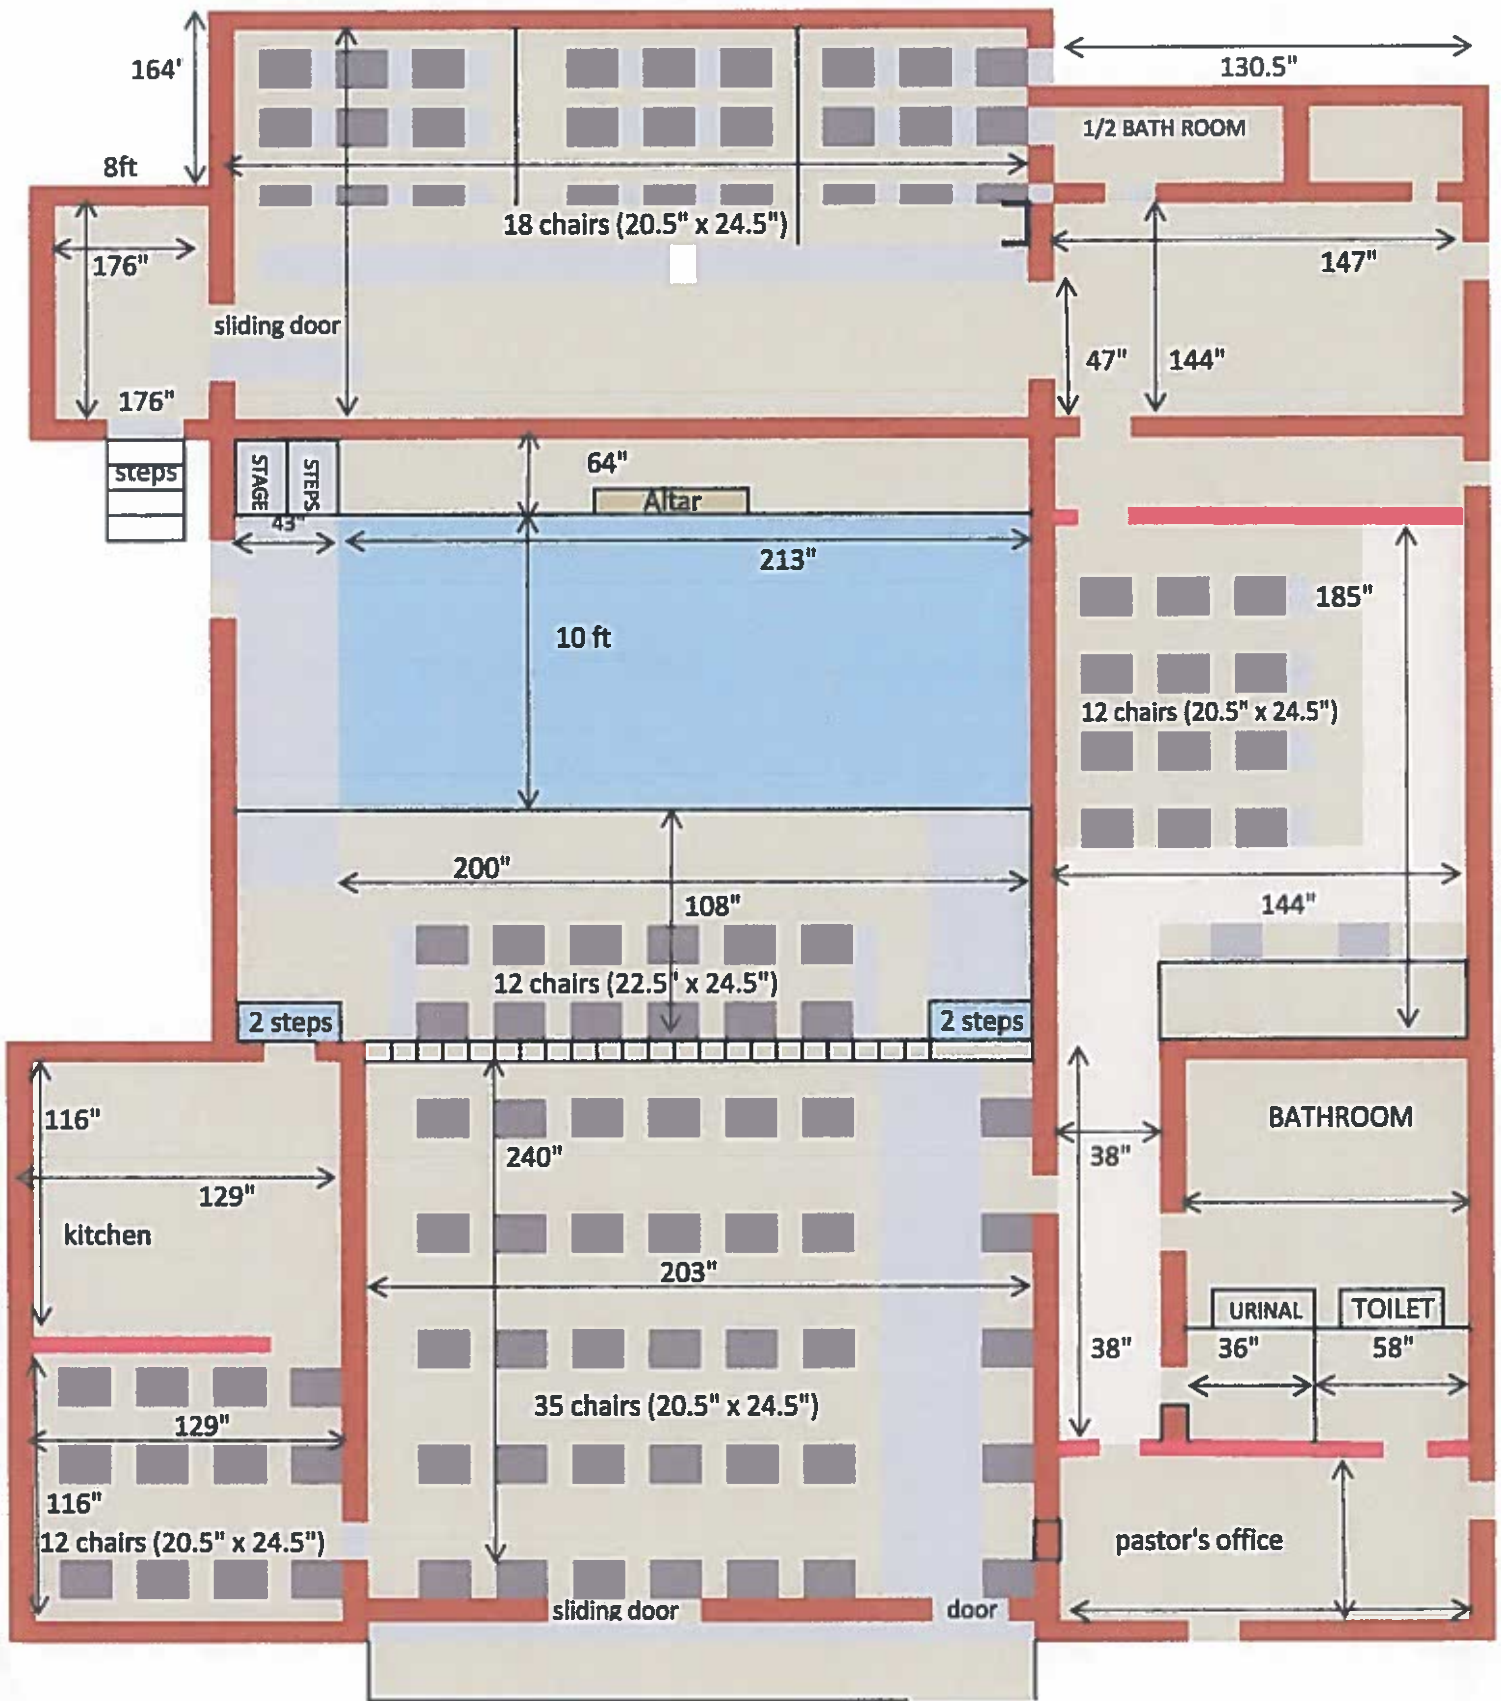 164'
130.5"
1/2 BATH ROOM
8ft
18 chairs (20.5" x 24.5")
176"
147"
sliding door
47"
144"
176"
steps
STAGE
STEPS
64"
Altar
43"
213"
10 ft
185"
12 chairs (20.5" x 24.5")
200"
108"
144"
12 chairs (22.5" x 24.5")
2 steps
2 steps
116"
129"
kitchen
240"
203"
38"
BATHROOM
URINAL
TOILET
38"
36"
58"
35 chairs (20.5" x 24.5")
129"
116"
12 chairs (20.5" x 24.5")
pastor's office
sliding door
door